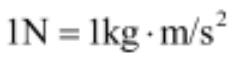 1N = 1kg · m/s²